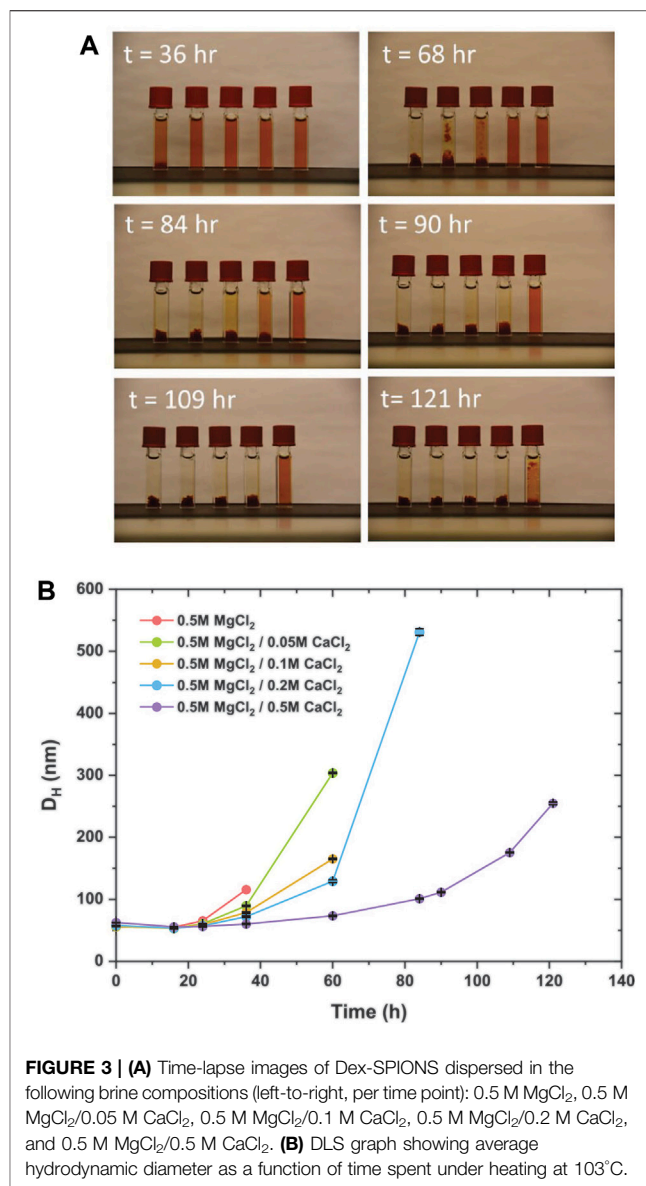 A
t = 36 hr
t = 68 hr
t = 84 hr
t = 90 hr
t = 109 hr
t = 121 hr
B
600
500
400
300
200
100
0
D_H (nm)
0.5M MgCl₂
0.5M MgCl₂ / 0.05M CaCl₂
0.5M MgCl₂ / 0.1M CaCl₂
0.5M MgCl₂ / 0.2M CaCl₂
0.5M MgCl₂ / 0.5M CaCl₂
0 20 40 60 80 100 120 140
Time (h)
FIGURE 3 | (A) Time-lapse images of Dex-SPIONS dispersed in the
following brine compositions (left-to-right, per time point): 0.5 M MgCl₂, 0.5 M
MgCl₂/0.05 M CaCl₂, 0.5 M MgCl₂/0.1 M CaCl₂, 0.5 M MgCl₂/0.2 M CaCl₂,
and 0.5 M MgCl₂/0.5 M CaCl₂. (B) DLS graph showing average
hydrodynamic diameter as a function of time spent under heating at 103°C.